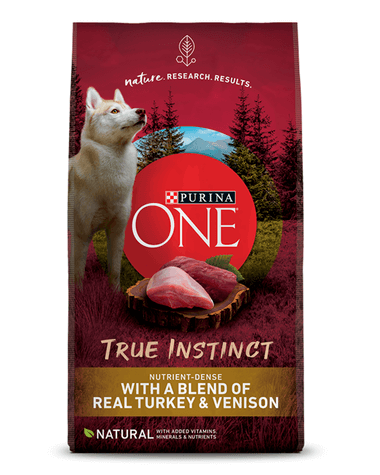 nature. RESEARCH. RESULTS.
PURINA
ONE
TRUE INSTINCT
NUTRIENT-DENSE
WITH A BLEND OF
REAL TURKEY & VENISON
NATURAL WITH ADDED VITAMINS,
MINERALS & NUTRIENTS